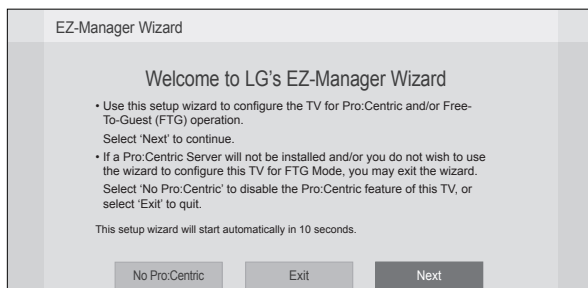 EZ-Manager Wizard
Welcome to LG's EZ-Manager Wizard
• Use this setup wizard to configure the TV for Pro:Centric and/or Free-
To-Guest (FTG) operation.
Select 'Next' to continue.
• If a Pro:Centric Server will not be installed and/or you do not wish to use
the wizard to configure this TV for FTG Mode, you may exit the wizard.
Select 'No Pro:Centric' to disable the Pro:Centric feature of this TV, or
select 'Exit' to quit.
This setup wizard will start automatically in 10 seconds.
No Pro:Centric Exit Next